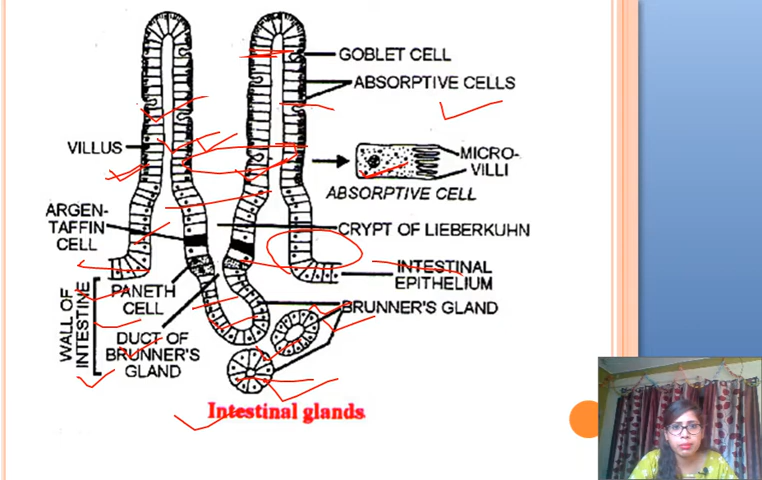 GOBLET CELL
ABSORPTIVE CELLS
VILLUS
MICRO-
VILLI
ABSORPTIVE CELL
ARGEN-
TAFFIN
CELL
CRYPT OF LIEBERKUHN
INTESTINAL
EPITHELIUM
PANETH
CELL
BRUNNER'S GLAND
WALL OF
INTESTINE
DUCT OF
BRUNNER'S
GLAND
Intestinal glands